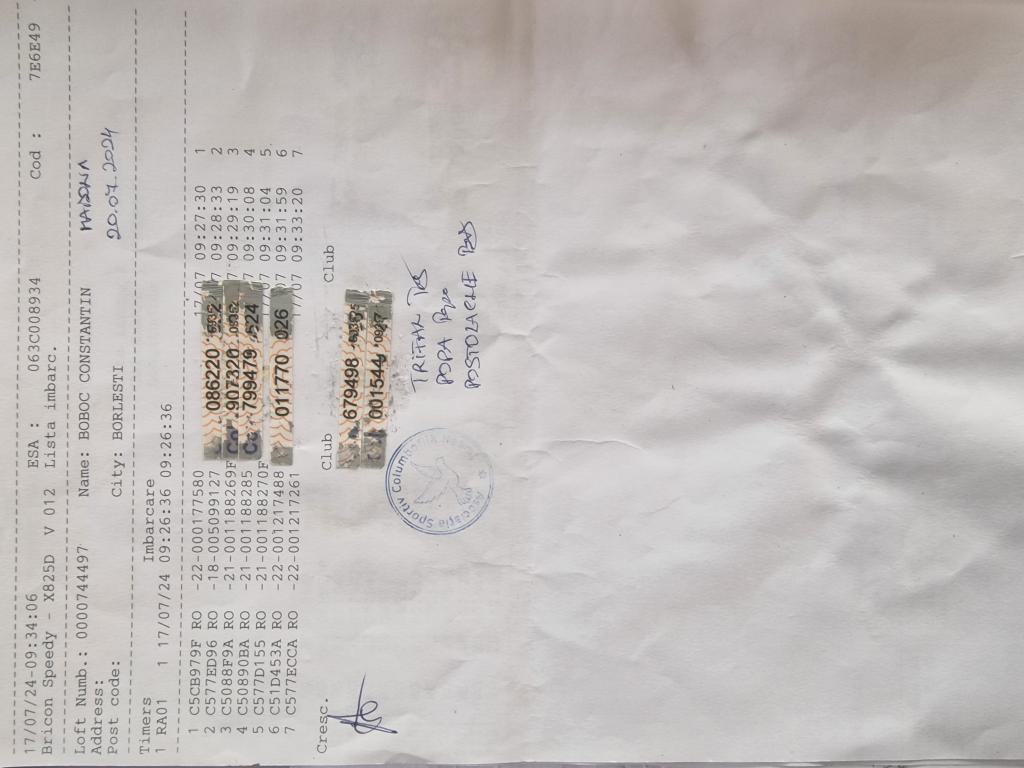 17/07/24-09:34:06 ESA : 063C008934 Cod : 7E6E49
Bricon Speedy - X825D V 012 Lista imbarc.
Loft Numb.: 0000744497 Name: BOBOC CONSTANTIN
Address:
Post code: City: BORLESTI 20.07.2024
Timers Imbarcare
1 RA01 1 17/07/24 09:26:36 09:26:36
1 C5CB979F RO -22-000177580 17/07 09:27:30 1
2 C577ED96 RO -18-005099127 086220 7 09:28:33 2
3 C5088F9A RO -21-001188269F 907320 7 09:29:19 3
4 C50890BA RO -21-001188285 799479 7 09:30:08 4
5 C577D155 RO -21-001188270F 7 09:31:04 5
6 C51D453A RO -22-001217488 011770 026 7 09:31:59 6
7 C577ECCA RO -22-001217261 17/07 09:33:20 7
Cresc. Club Club
679498
001544
Asociația Sportiv Columbofilă
POPA
POSTOLACHE